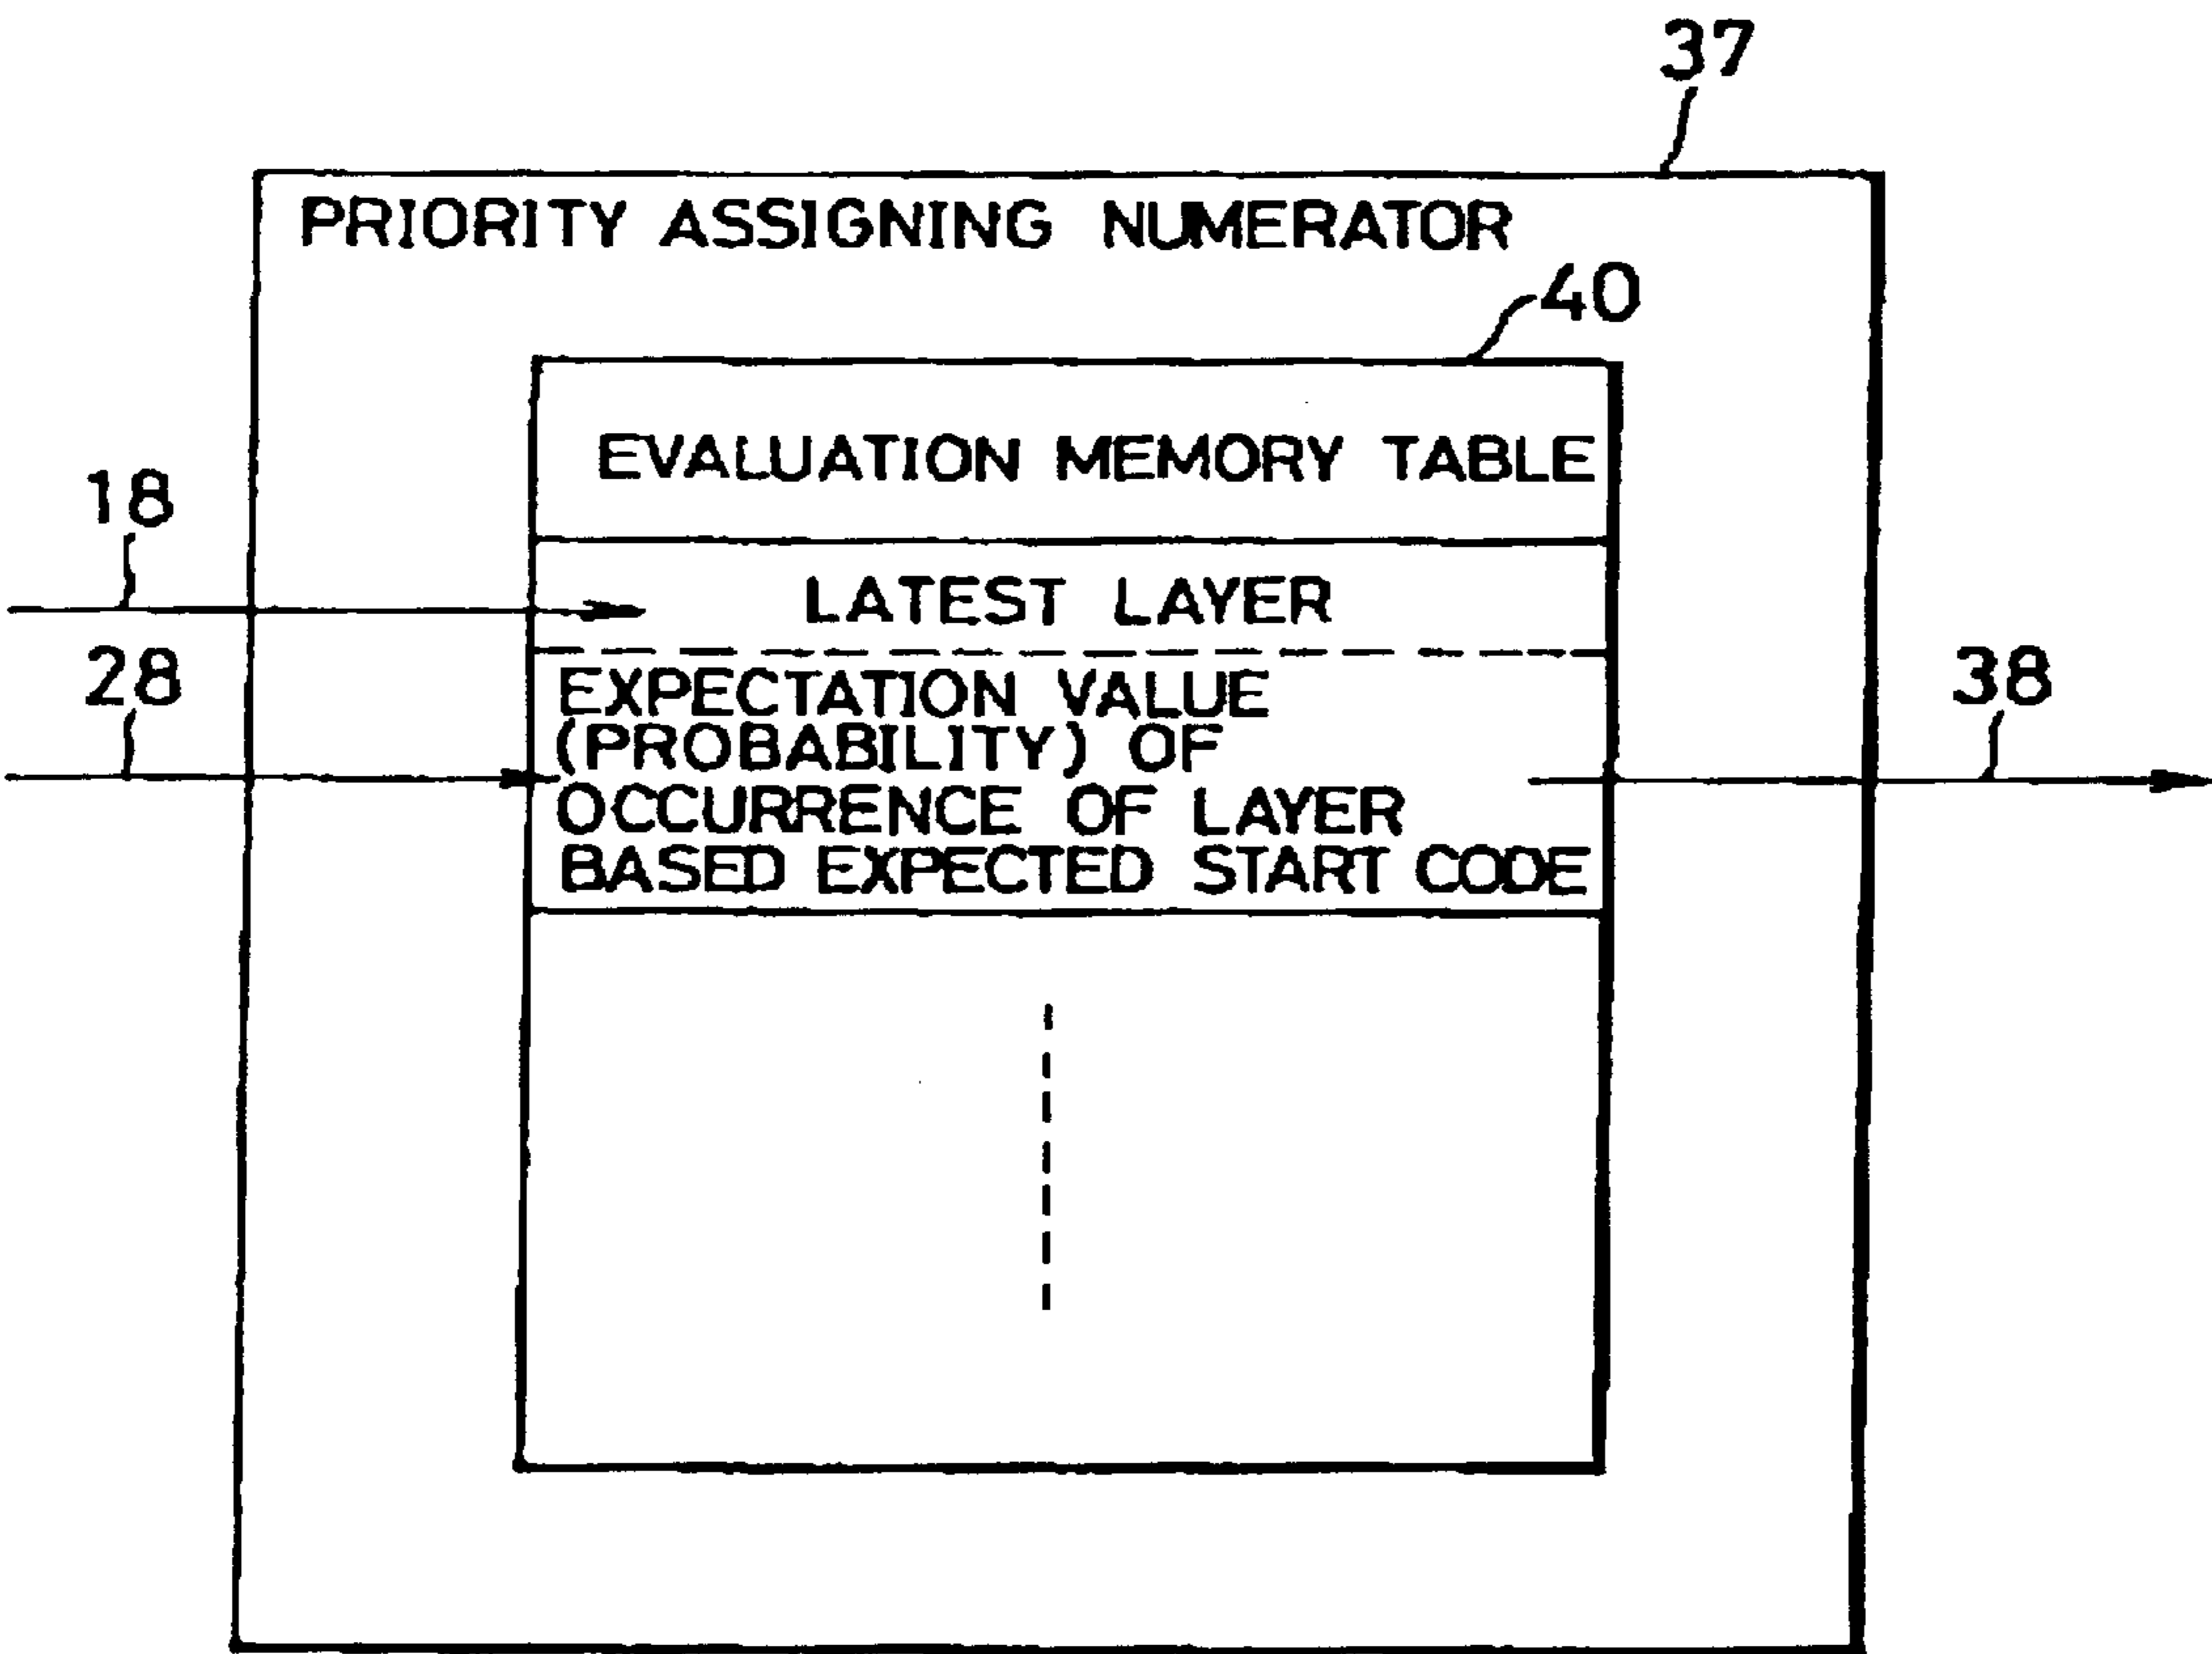 37
PRIORITY ASSIGNING NUMERATOR
40
EVALUATION MEMORY TABLE
18
LATEST LAYER
28
EXPECTATION VALUE
(PROBABILITY) OF
38
OCCURRENCE OF LAYER
BASED EXPECTED START CODE